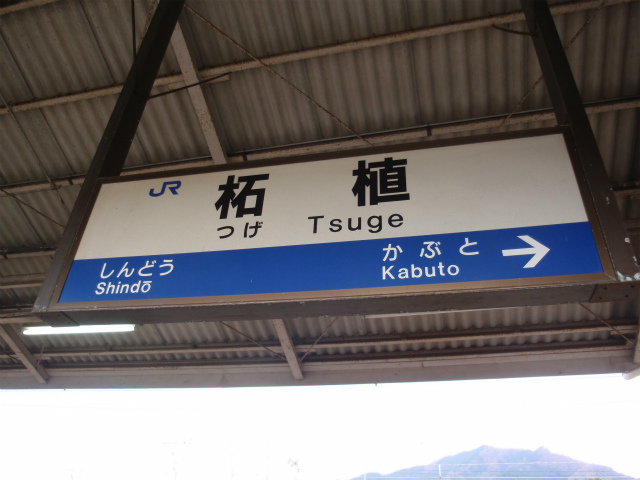 JR 柘植
つげ Tsuge
しんどう かぶと →
Shindō Kabuto